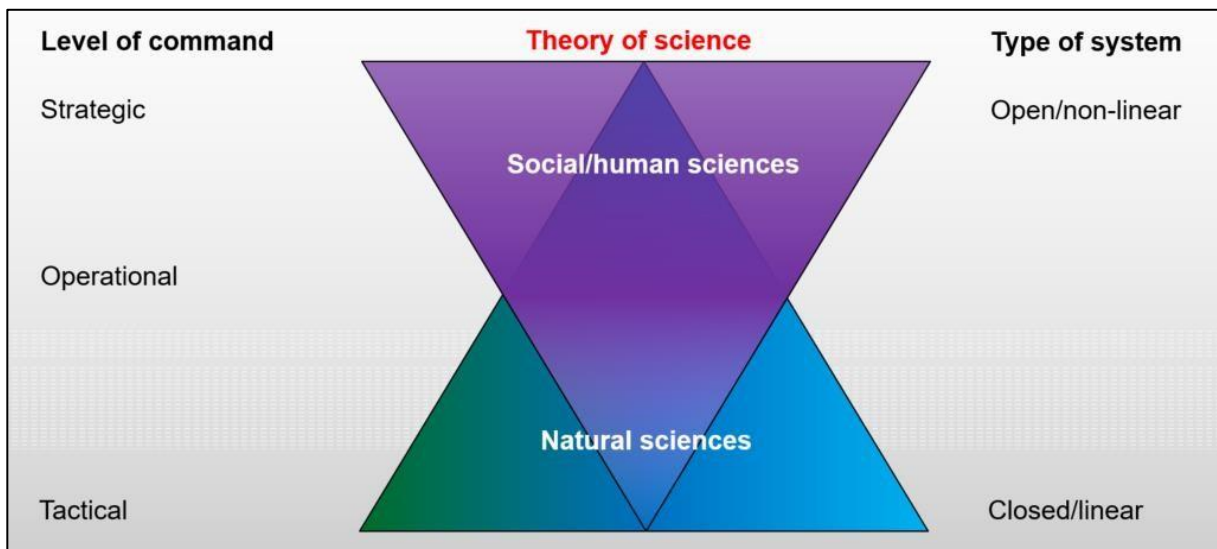 Level of command
Theory of science
Type of system
Strategic
Open/non-linear
Social/human sciences
Operational
Natural sciences
Tactical
Closed/linear